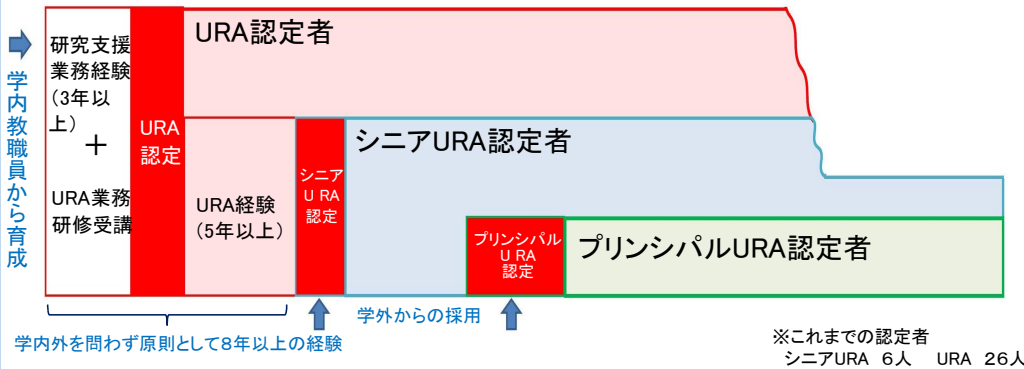 学内教職員から育成
研究支援
業務経験
(3年以
上)
+
URA業務
研修受講
URA
認定
URA認定者
URA経験
(5年以上)
シニア
U RA
認定
シニアURA認定者
プリンシパル
U RA
認定
プリンシパルURA認定者
学外からの採用
学内外を問わず原則として8年以上の経験
※これまでの認定者
シニアURA 6人 URA 26人